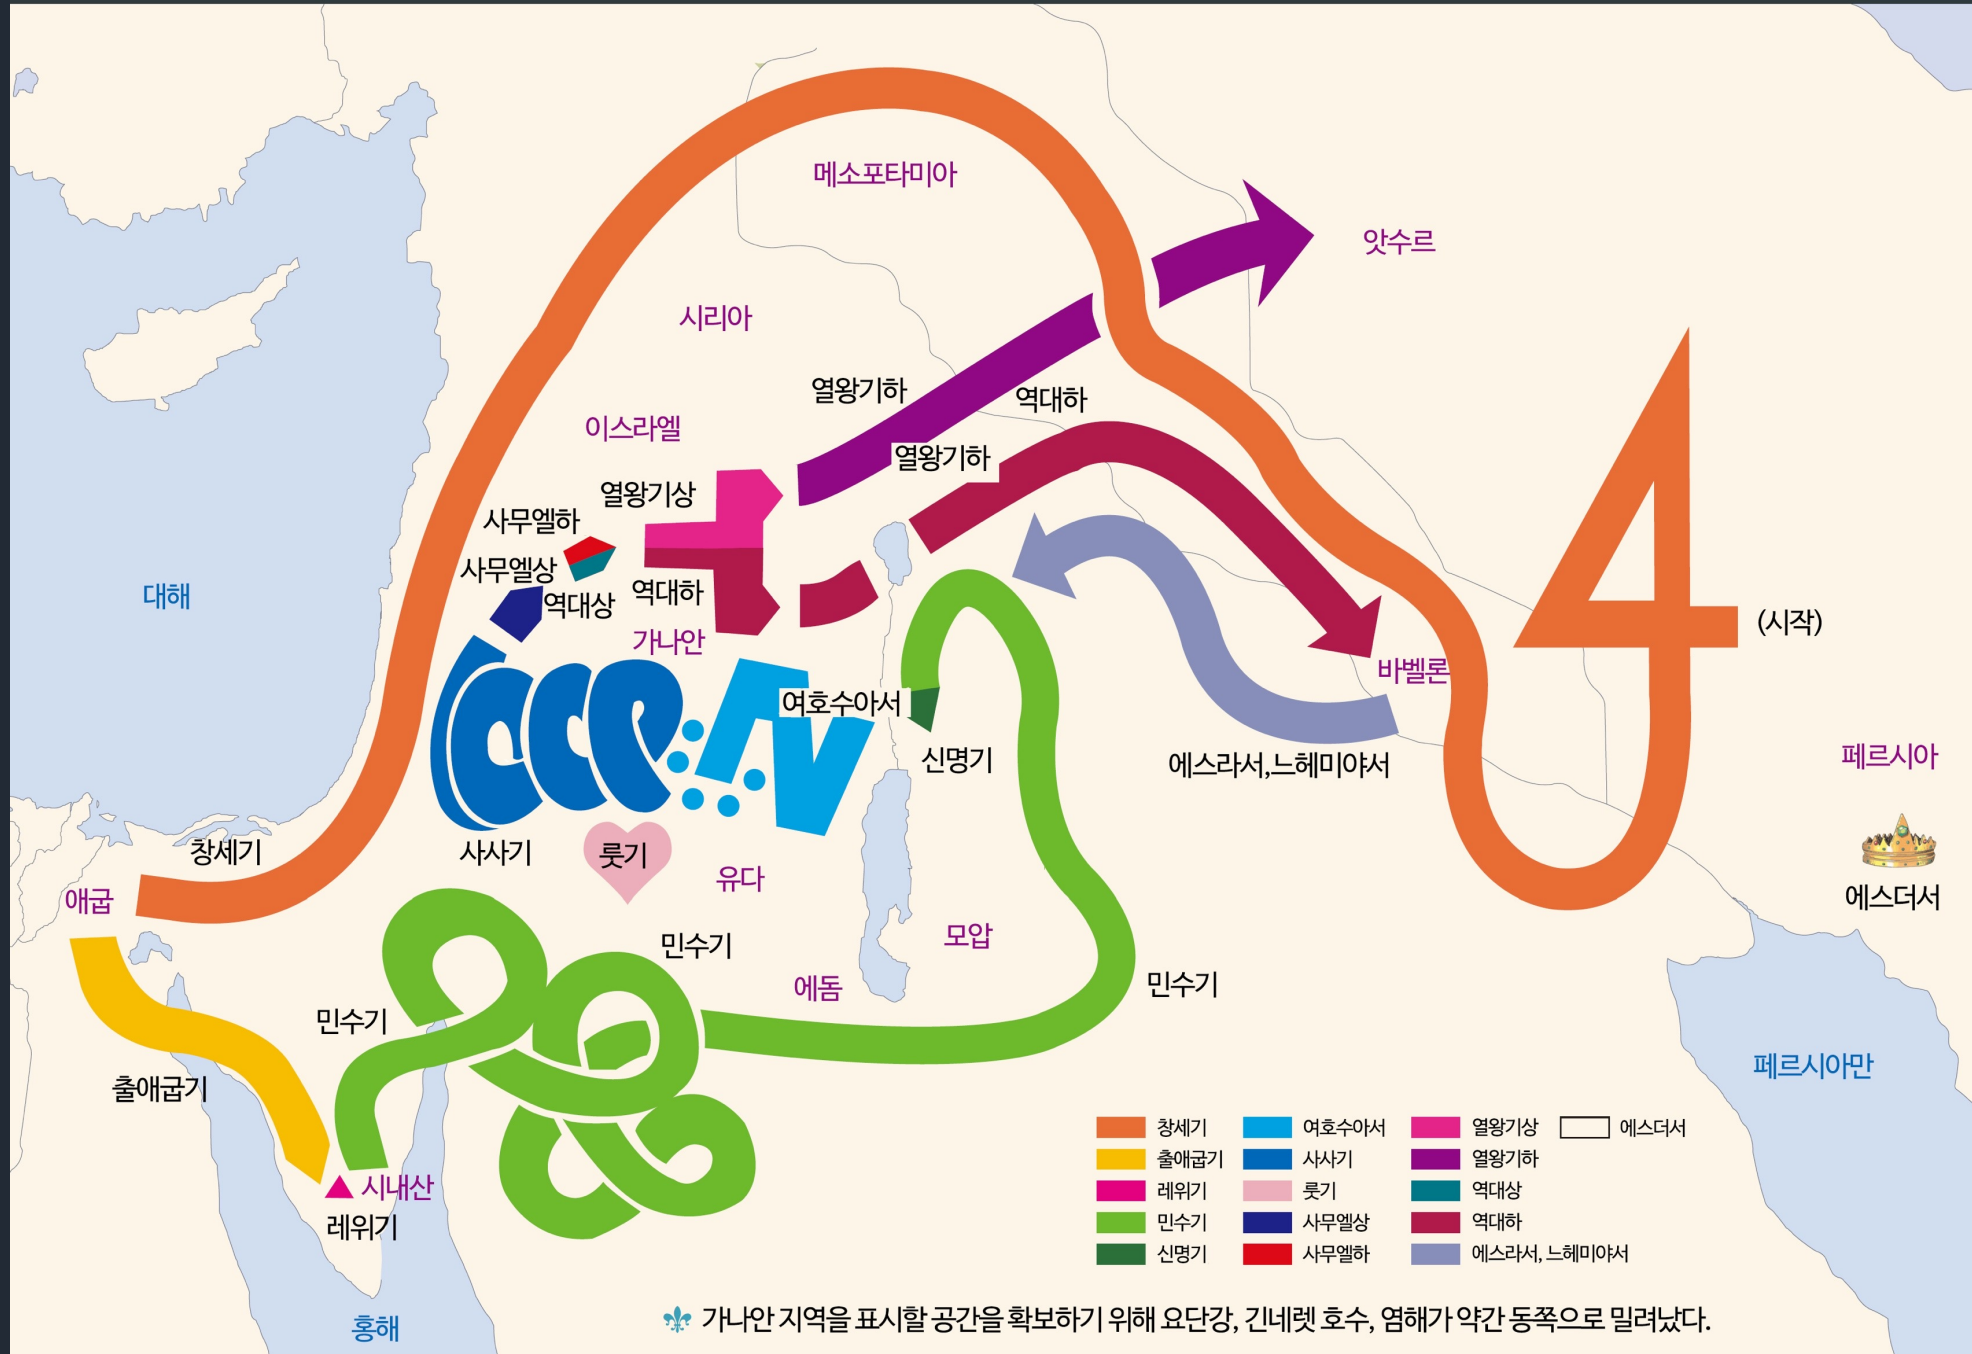 메소포타미아
앗수르
시리아
열왕기하
역대하
이스라엘
열왕기하
열왕기상
사무엘하
사무엘상
역대상
역대하
대해
가나안
(시작)
바벨론
여호수아서
신명기
에스라서,느헤미야서
페르시아
창세기
사사기
룻기
유다
애굽
에스더서
민수기
모압
에돔
민수기
민수기
출애굽기
페르시아만
시내산
레위기
홍해
창세기
출애굽기
레위기
민수기
신명기
여호수아서
사사기
룻기
사무엘상
사무엘하
열왕기상
열왕기하
역대상
역대하
에스라서, 느헤미야서
에스더서
가나안 지역을 표시할 공간을 확보하기 위해 요단강, 긴네렛 호수, 염해가 약간 동쪽으로 밀려났다.